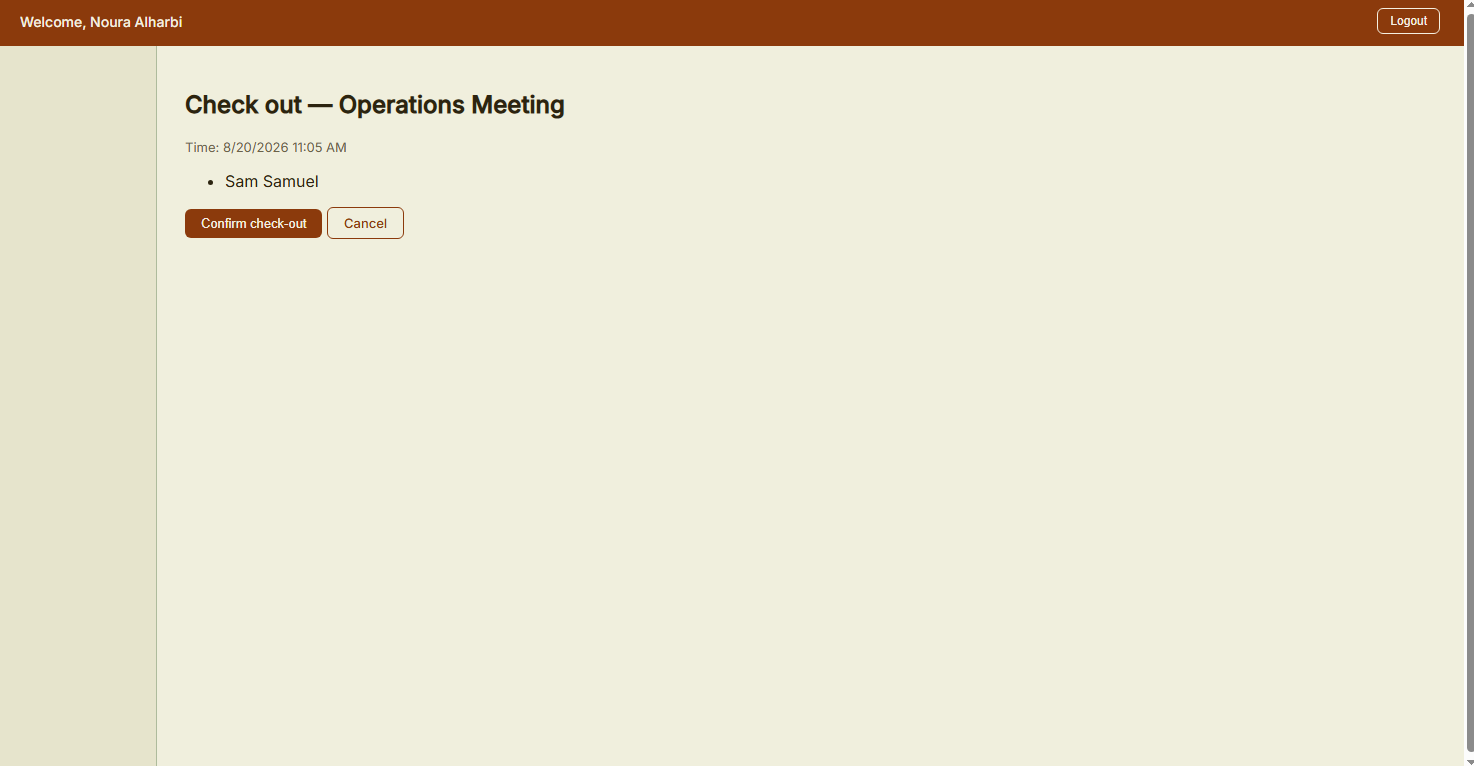 Welcome, Noura Alharbi
Logout
Check out — Operations Meeting
Time: 8/20/2026 11:05 AM
• Sam Samuel
Confirm check-out
Cancel